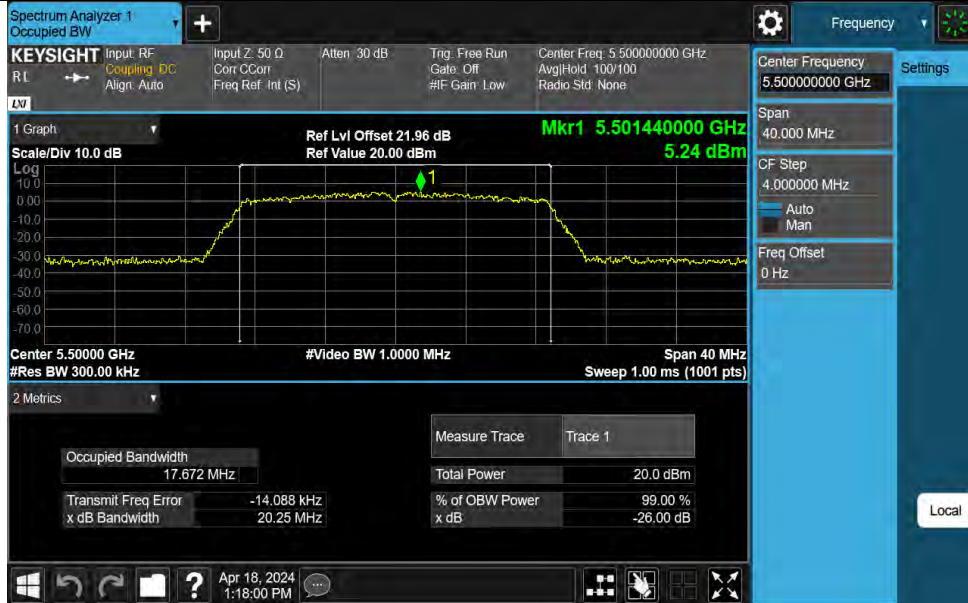 Spectrum Analyzer 1
Occupied BW
+
Frequency
KEYSIGHT
RL
LXI
Input: RF
Coupling: DC
Align: Auto
Input Z: 50 Ω
Corr CCorr
Freq Ref: Int (S)
Atten: 30 dB
Trig: Free Run
Gate: Off
#IF Gain: Low
Center Freq: 5.500000000 GHz
Avg|Hold: 100/100
Radio Std: None
1 Graph
Scale/Div 10.0 dB
Ref Lvl Offset 21.96 dB
Ref Value 20.00 dBm
Mkr1 5.501440000 GHz
5.24 dBm
Log
10.0
0.00
-10.0
-20.0
-30.0
-40.0
-50.0
-60.0
-70.0
1
Center 5.50000 GHz
#Res BW 300.00 kHz
#Video BW 1.0000 MHz
Span 40 MHz
Sweep 1.00 ms (1001 pts)
2 Metrics
Occupied Bandwidth
17.672 MHz
Transmit Freq Error -14.088 kHz
x dB Bandwidth 20.25 MHz
Measure Trace Trace 1
Total Power 20.0 dBm
% of OBW Power 99.00 %
x dB -26.00 dB
Center Frequency
5.500000000 GHz
Span
40.000 MHz
CF Step
4.000000 MHz
Auto
Man
Freq Offset
0 Hz
Settings
Local
?
Apr 18, 2024
1:18:00 PM